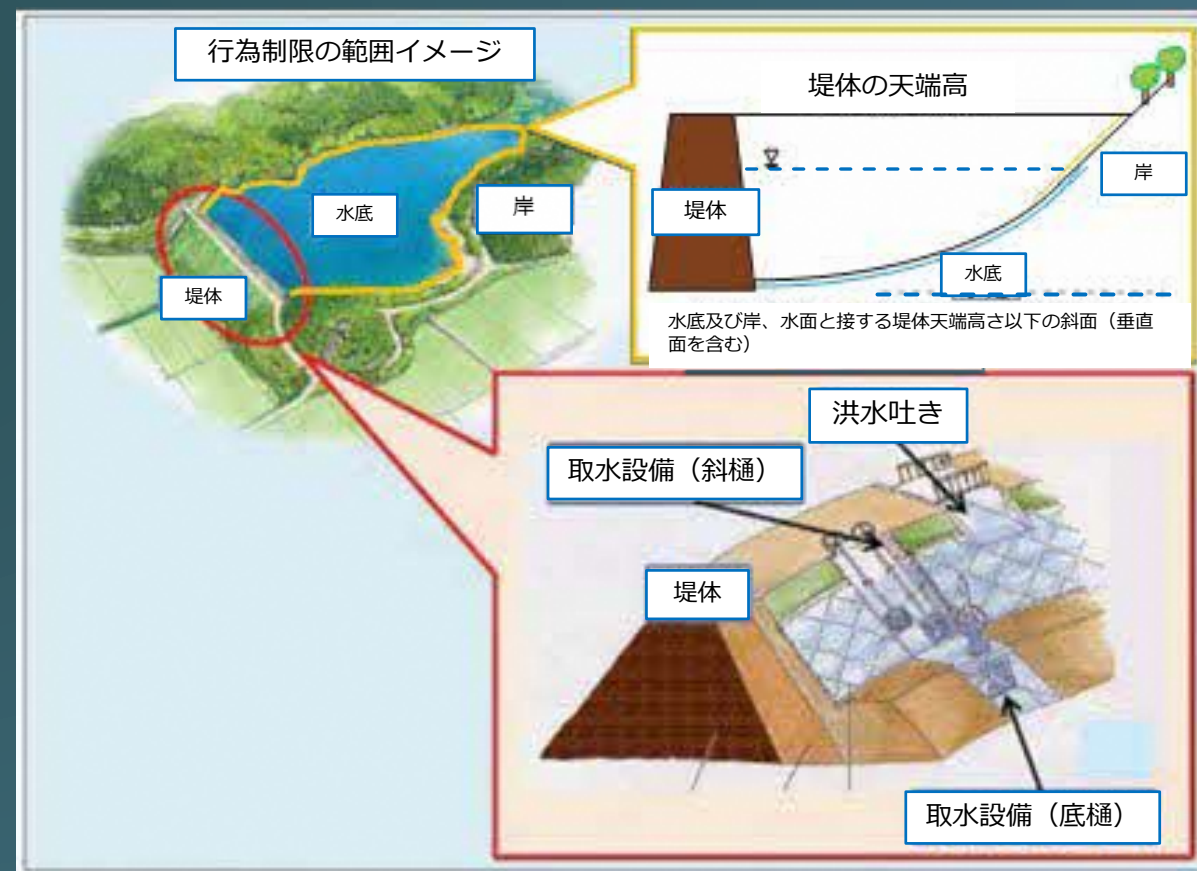 行為制限の範囲イメージ
水底
岸
堤体
堤体の天端高
堤体
岸
水底
水底及び岸、水面と接する堤体天端高さ以下の斜面（垂直
面を含む）
洪水吐き
取水設備（斜樋）
堤体
取水設備（底樋）